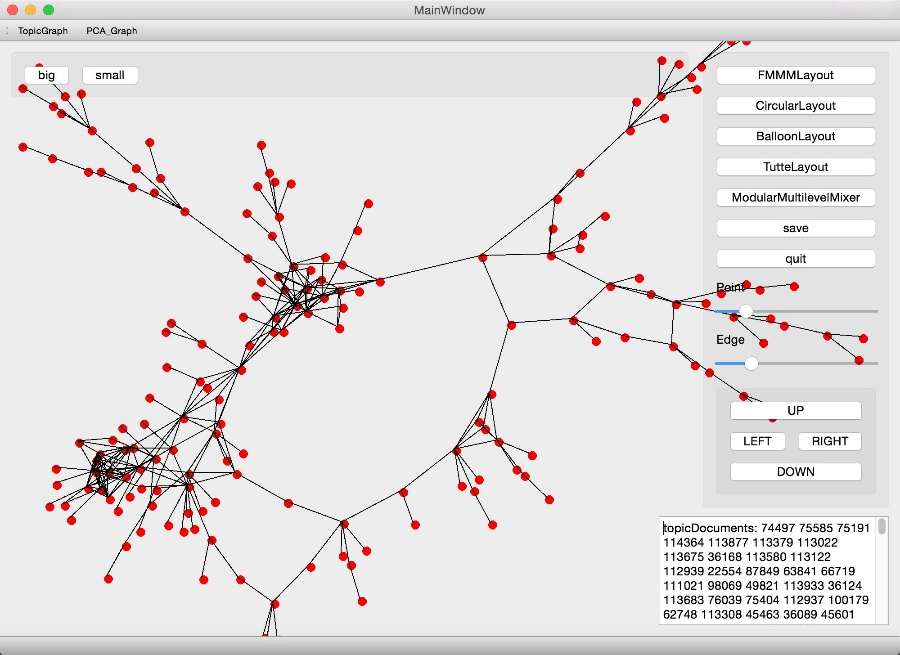 MainWindow
TopicGraph PCA_Graph
big small
FMMMLayout
CircularLayout
BalloonLayout
TutteLayout
ModularMultilevelMixer
save
quit
Point
Edge
UP
LEFT RIGHT
DOWN
topicDocuments: 74497 75585 75191
114364 113877 113379 113022
113675 36168 113580 113122
112939 22554 87849 63841 66719
111021 98069 49821 113933 36124
113683 76039 75404 112937 100179
62748 113308 45463 36089 45601